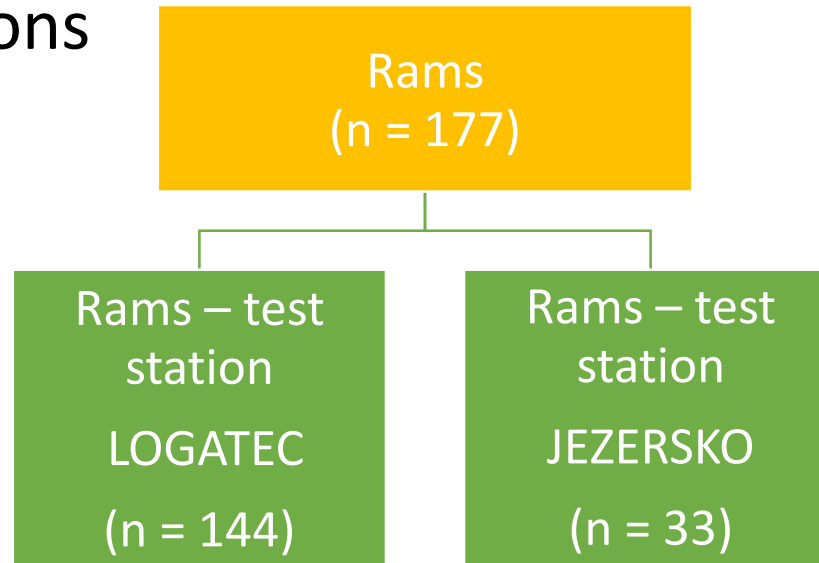 ons
Rams
(n = 177)
Rams – test
station
LOGATEC
(n = 144)
Rams – test
station
JEZERSKO
(n = 33)